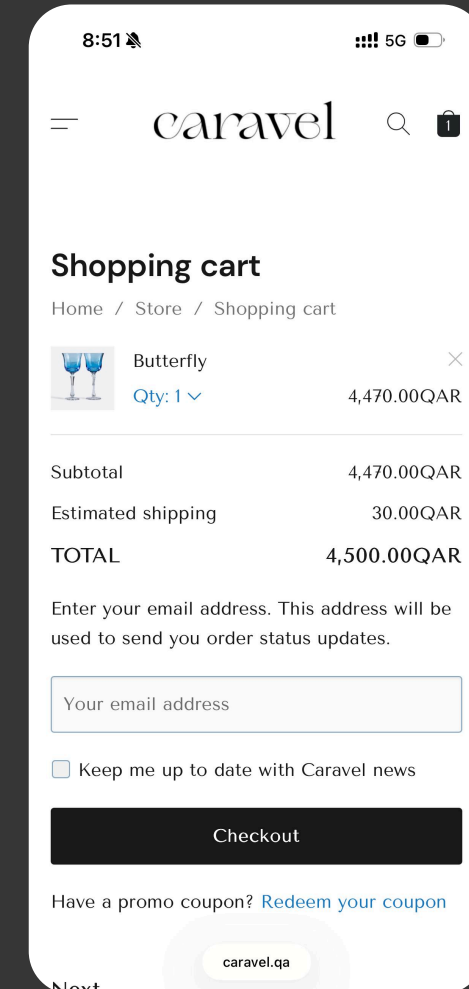 8:51
5G
caravel
1
Shopping cart
Home / Store / Shopping cart
Butterfly
Qty: 1
4,470.00QAR
Subtotal 4,470.00QAR
Estimated shipping 30.00QAR
TOTAL 4,500.00QAR
Enter your email address. This address will be
used to send you order status updates.
Your email address
Keep me up to date with Caravel news
Checkout
Have a promo coupon? Redeem your coupon
caravel.qa
Next